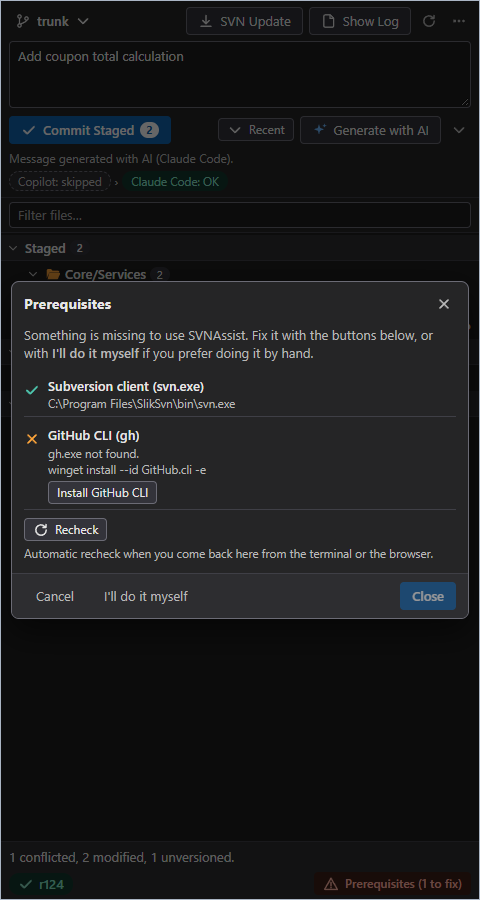 trunk
SVN Update
Show Log
Add coupon total calculation
Commit Staged 2
Recent
Generate with AI
Message generated with AI (Claude Code).
Copilot: skipped › Claude Code: OK
Filter files...
Staged 2
Core/Services 2
Prerequisites
Something is missing to use SVNAssist. Fix it with the buttons below, or
with I'll do it myself if you prefer doing it by hand.
Subversion client (svn.exe)
C:\Program Files\SlikSvn\bin\svn.exe
GitHub CLI (gh)
gh.exe not found.
winget install --id GitHub.cli -e
Install GitHub CLI
Recheck
Automatic recheck when you come back here from the terminal or the browser.
Cancel
I'll do it myself
Close
1 conflicted, 2 modified, 1 unversioned.
r124
Prerequisites (1 to fix)